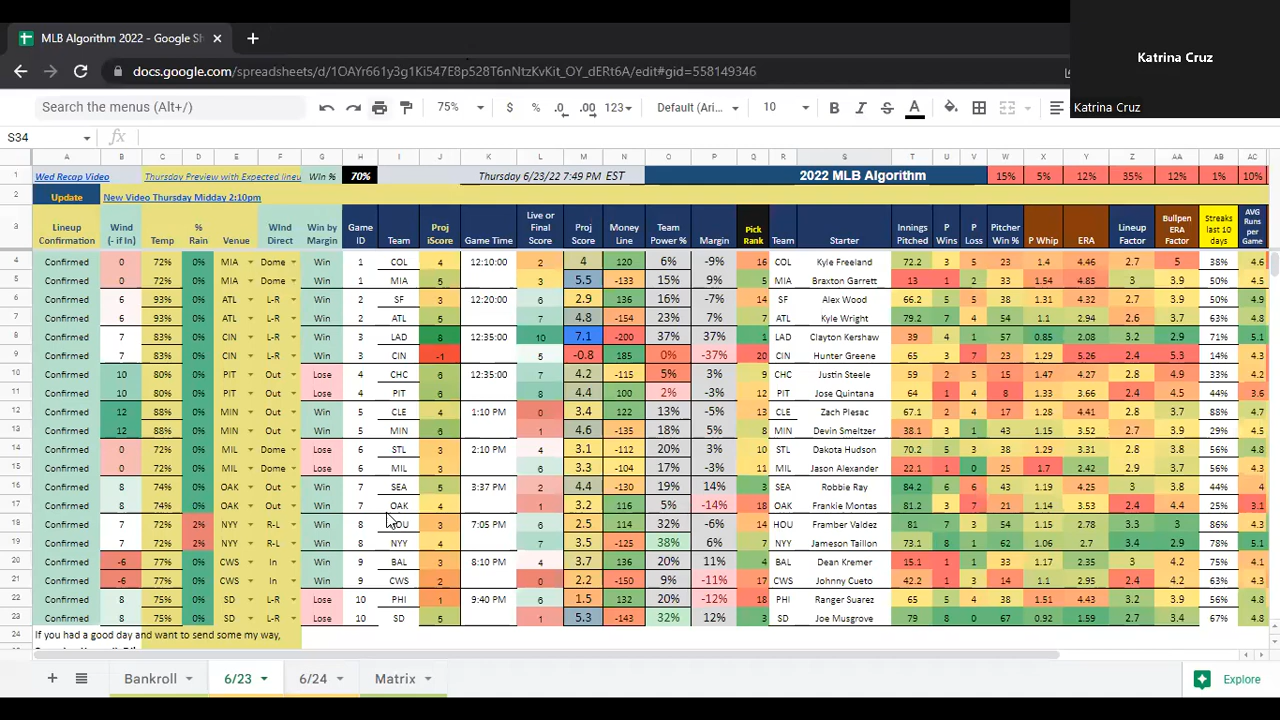 MLB Algorithm 2022 - Google Sh
Katrina Cruz
docs.google.com/spreadsheets/d/1OAYr661y3g1Ki547E8p528T6nNtzKvKit_OY_dERt6A/edit#gid=558149346
Katrina Cruz
Search the menus (Alt+/) 75% $ % .0 .00 123 Default (Ari... 10 B I S A
S34 fx
A B C D E F G H I J K L M N O P Q R S T U V W X Y Z AA AB AC
1 Wed Recap Video Thursday Preview with Expected lineu Win % 70% Thursday 6/23/22 7:49 PM EST 2022 MLB Algorithm 15% 5% 12% 35% 12% 1% 10%
2 Update New Video Thursday Midday 2:10pm
3 Lineup Confirmation Wind (- if In) Temp % Rain Venue WInd Direct Win by Margin Game ID Team Proj iScore Game Time Live or Final Score Proj Score Money Line Team Power % Margin Pick Rank Team Starter Innings Pitched P Wins P Loss Pitcher Win % P Whip ERA Lineup Factor Bullpen ERA Factor Streaks last 10 days AVG Runs per Game
4 Confirmed 0 72% 0% MIA Dome Win 1 COL 4 12:10:00 2 4 120 6% -9% 16 COL Kyle Freeland 72.2 3 5 23 1.4 4.46 2.7 5 38% 4.6
5 Confirmed 0 72% 0% MIA Dome Win 1 MIA 5 3 5.5 -133 15% 9% 5 MIA Braxton Garrett 13 1 2 33 1.54 4.85 2.8 3.9 50% 4.5
6 Confirmed 6 93% 0% ATL L-R Win 2 SF 3 12:20:00 6 2.9 136 16% -7% 14 SF Alex Wood 66.2 5 5 38 1.31 4.32 2.7 3.9 50% 4.9
7 Confirmed 6 93% 0% ATL L-R Win 2 ATL 5 7 4.8 -154 23% 7% 6 ATL Kyle Wright 79.2 7 4 54 1.1 2.94 2.6 3.7 63% 4.8
8 Confirmed 7 83% 0% CIN L-R Win 3 LAD 8 12:35:00 10 7.1 -200 37% 37% 1 LAD Clayton Kershaw 39 4 1 57 0.85 2.08 3.2 2.9 71% 5.1
9 Confirmed 7 83% 0% CIN L-R Win 3 CIN -1 5 -0.8 185 0% -37% 20 CIN Hunter Greene 65 3 7 23 1.29 5.26 2.4 5.3 14% 4.3
10 Confirmed 10 80% 0% PIT Out Lose 4 CHC 6 12:35:00 7 4.2 -115 5% 3% 9 CHC Justin Steele 59 2 5 15 1.47 4.27 2.8 4.9 33% 4.2
11 Confirmed 10 80% 0% PIT Out Lose 4 PIT 6 8 4.4 100 2% -3% 12 PIT Jose Quintana 64 1 4 8 1.33 3.66 2.4 4.5 44% 3.6
12 Confirmed 12 88% 0% MIN Out Win 5 CLE 4 1:10 PM 0 3.4 122 13% -5% 13 CLE Zach Plesac 67.1 2 4 17 1.28 4.41 2.8 3.8 88% 4.7
13 Confirmed 12 88% 0% MIN Out Win 5 MIN 6 1 4.6 -135 18% 5% 8 MIN Devin Smeltzer 38.1 3 1 43 1.15 3.05 2.9 3.7 50% 4.4
14 Confirmed 0 72% 0% MIL Dome Lose 6 STL 3 2:10 PM 4 3.1 -112 20% 3% 10 STL Dakota Hudson 70.2 5 3 38 1.29 3.31 2.8 3.4 56% 4.8
15 Confirmed 0 72% 0% MIL Dome Lose 6 MIL 3 6 3.3 -104 17% -3% 11 MIL Jason Alexander 22.1 1 0 25 1.7 2.42 2.9 3.7 56% 4.4
16 Confirmed 8 74% 0% OAK Out Win 7 SEA 5 3:37 PM 2 4.4 -144 19% 14% 3 SEA Robbie Ray 84.2 6 6 43 1.19 4.25 2.8 3.9 44% 4
17 Confirmed 8 74% 0% OAK Out Win 7 OAK 4 1 3.2 116 5% -14% 18 OAK Frankie Montas 81.2 3 7 21 1.14 3.53 2.4 4.4 25% 3.1
18 Confirmed 7 72% 2% NYY R-L Win 8 OU 3 7:05 PM 6 2.5 114 32% -6% 14 HOU Framber Valdez 81 7 3 54 1.14 2.78 3.3 3 86% 4.3
19 Confirmed 7 72% 2% NYY R-L Win 8 NYY 4 7 3.5 -125 38% 6% 7 NYY Jameson Taillon 73.1 8 1 62 1.06 2.7 3.4 2.9 78% 5.1
20 Confirmed -6 77% 0% CWS In Win 9 BAL 3 8:10 PM 4 3.7 136 20% 11% 4 BAL Dean Kremer 15.1 1 1 33 1.17 1.76 3 4.2 75% 4.1
21 Confirmed -6 77% 0% CWS In Win 9 CWS 2 0 2.2 -150 9% -11% 17 CWS Johnny Cueto 42.2 1 3 14 1.1 2.95 2.4 4.2 63% 4.3
22 Confirmed 8 75% 0% SD L-R Lose 10 PHI 1 9:40 PM 6 1.5 132 20% -12% 18 PHI Ranger Suarez 65 5 4 38 1.51 4.43 2.8 4.2 56% 4.8
23 Confirmed 8 75% 0% SD L-R Lose 10 SD 5 1 5.3 -143 32% 12% 3 SD Joe Musgrove 79 8 0 67 0.92 1.59 2.7 3.4 67% 4.8
24 If you had a good day and want to send some my way,
Bankroll 6/23 6/24 Matrix Explore